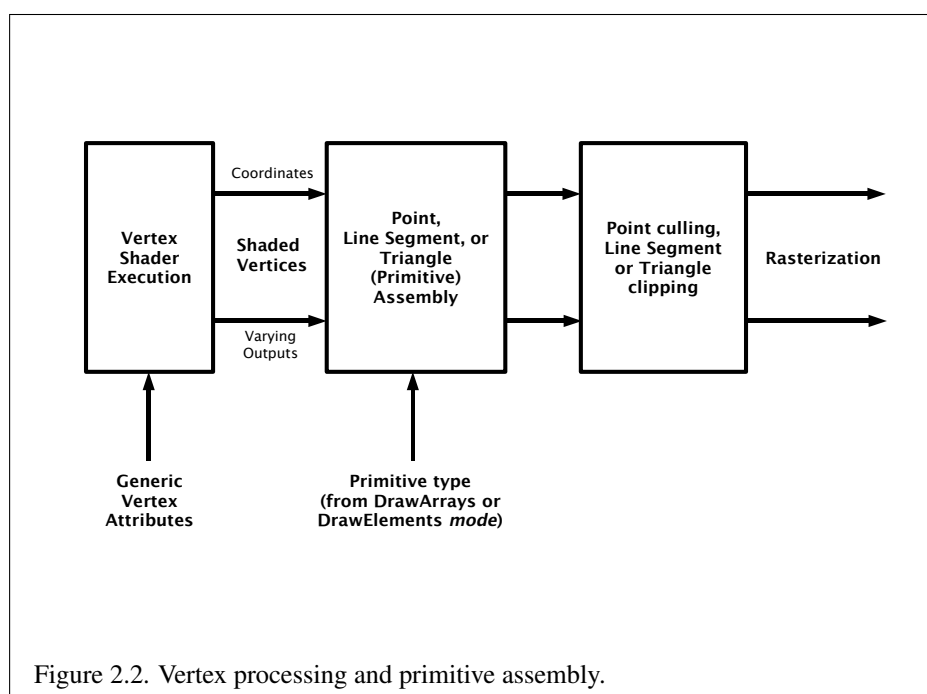 Coordinates
Vertex
Shader
Execution
Shaded
Vertices
Varying
Outputs
Point,
Line Segment, or
Triangle
(Primitive)
Assembly
Point culling,
Line Segment
or Triangle
clipping
Rasterization
Generic
Vertex
Attributes
Primitive type
(from DrawArrays or
DrawElements mode)
Figure 2.2. Vertex processing and primitive assembly.